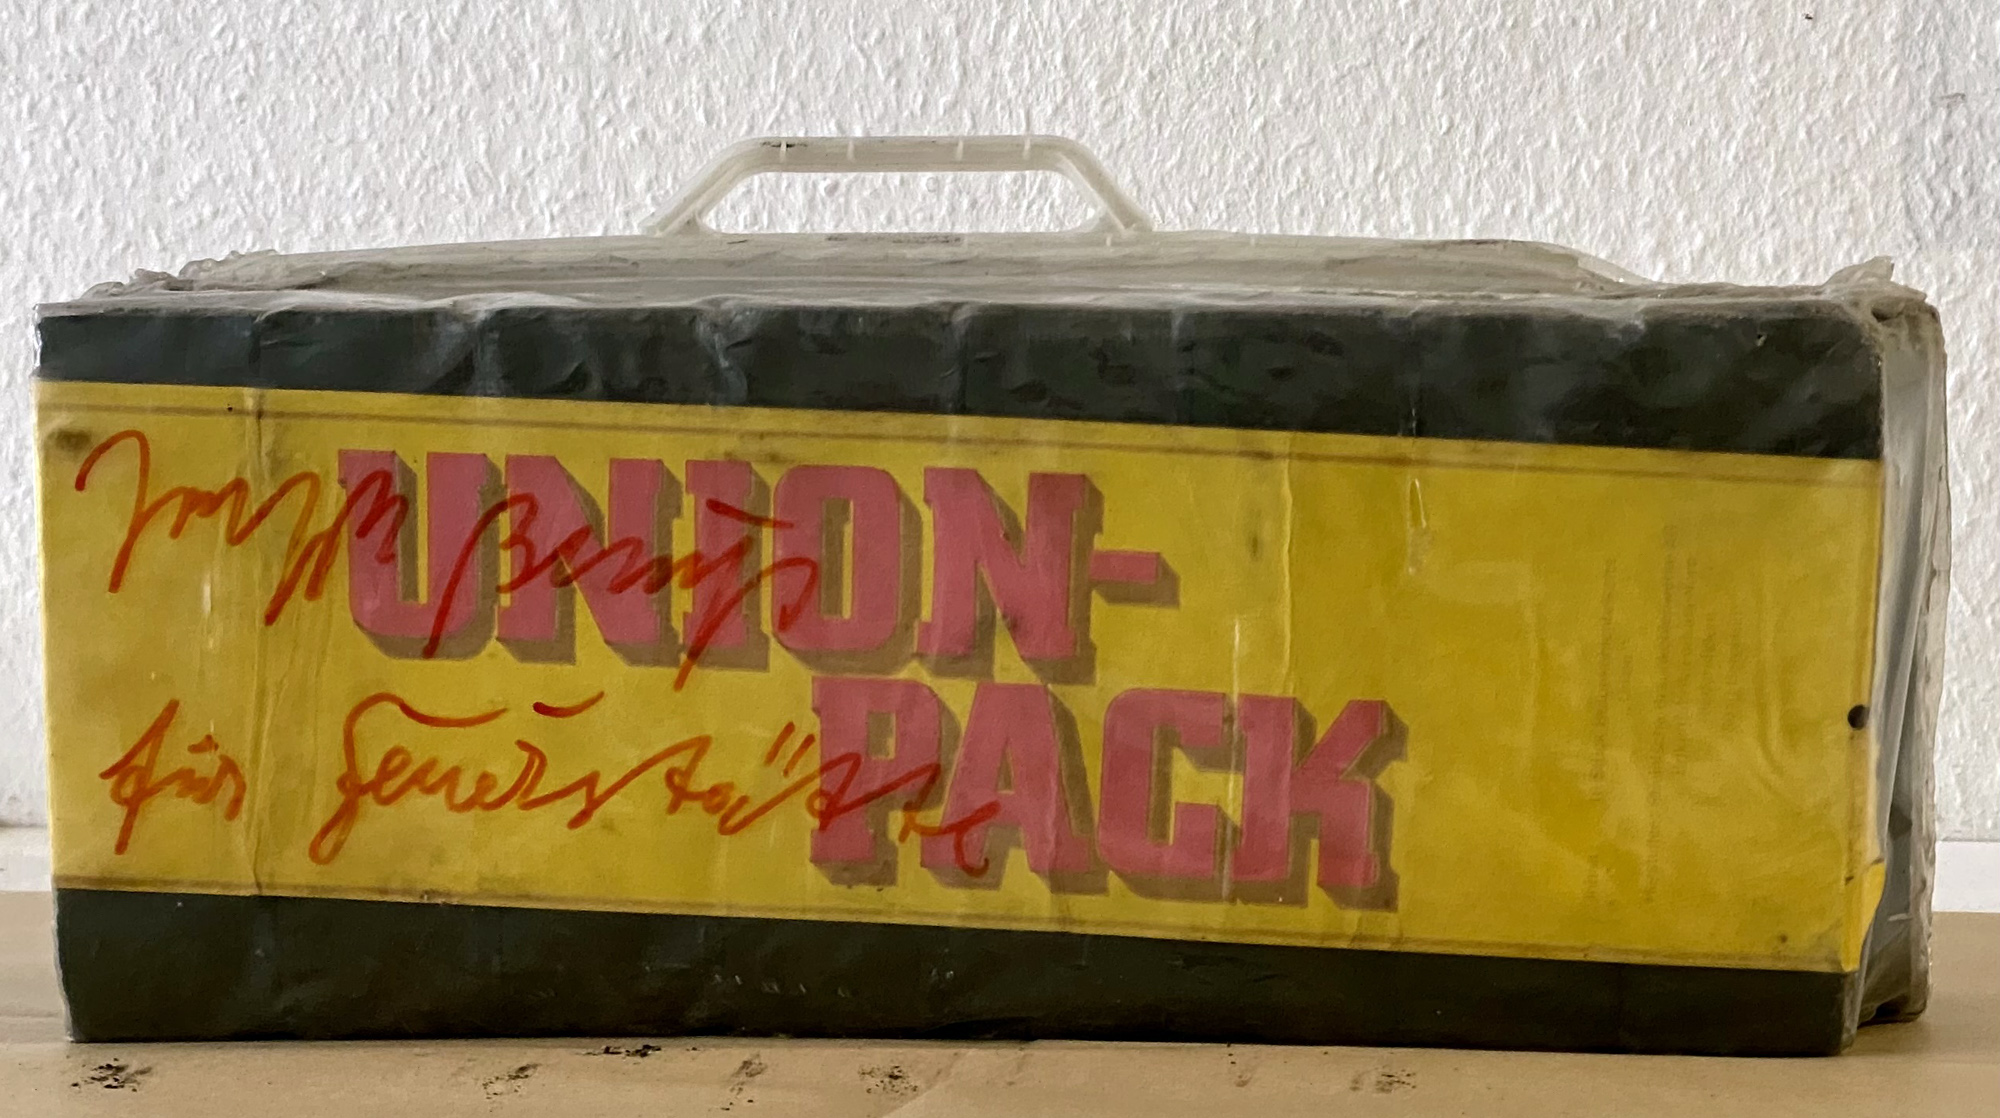 UNION-
PACK
Joseph Beuys
für Feuerstätte